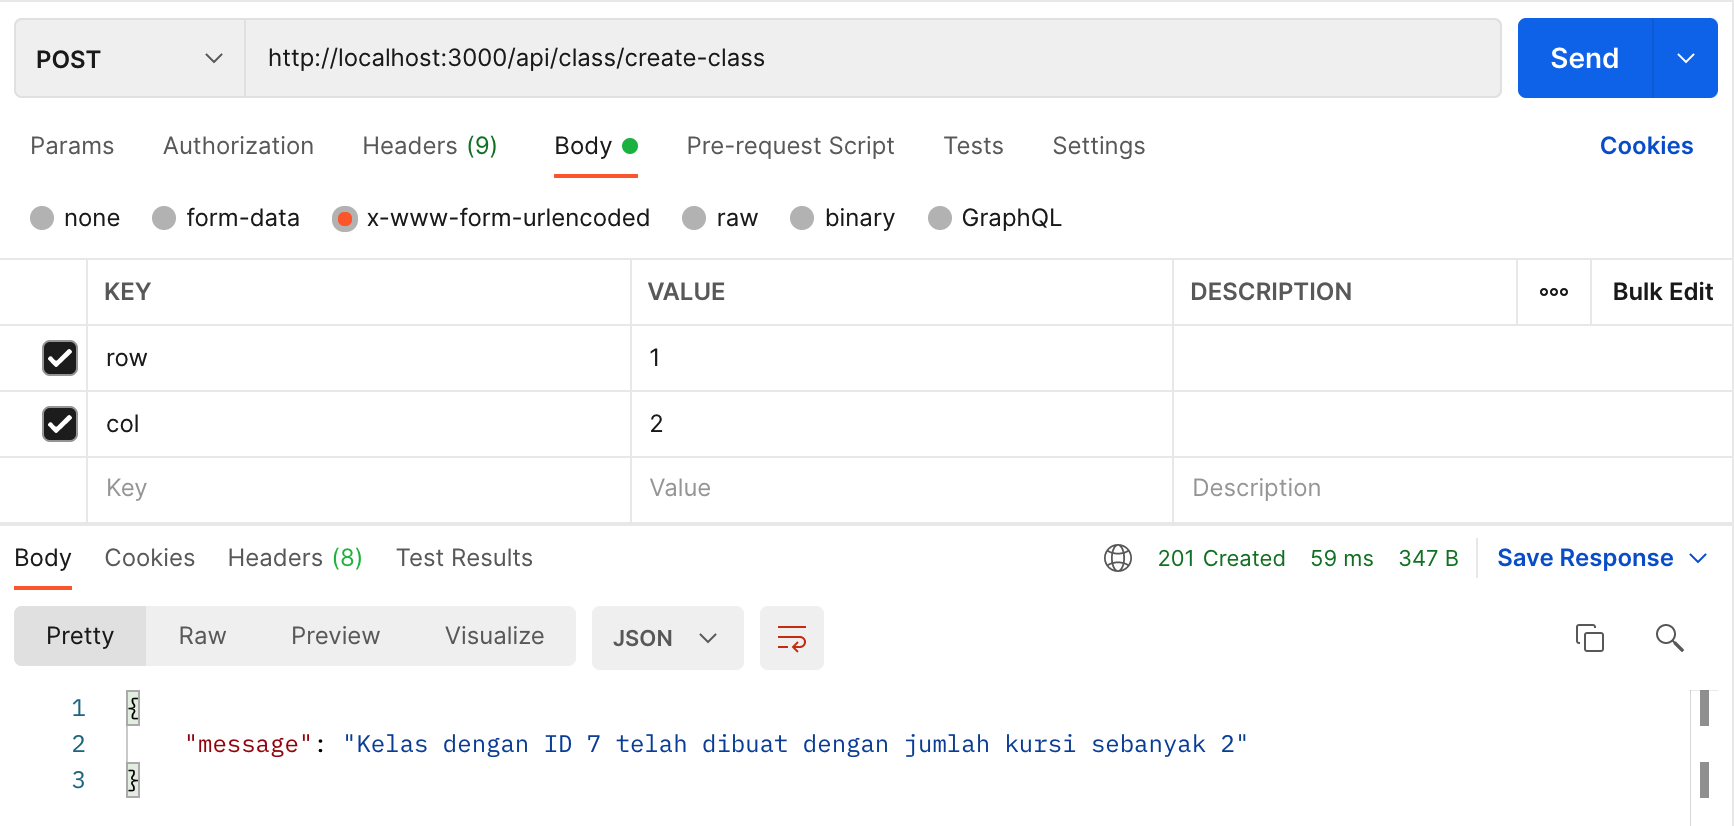 POST http://localhost:3000/api/class/create-class Send
Params Authorization Headers (9) Body Pre-request Script Tests Settings Cookies
none form-data x-www-form-urlencoded raw binary GraphQL
KEY VALUE DESCRIPTION Bulk Edit
row 1
col 2
Key Value Description
Body Cookies Headers (8) Test Results 201 Created 59 ms 347 B Save Response
Pretty Raw Preview Visualize JSON
1 {
2 "message": "Kelas dengan ID 7 telah dibuat dengan jumlah kursi sebanyak 2"
3 }